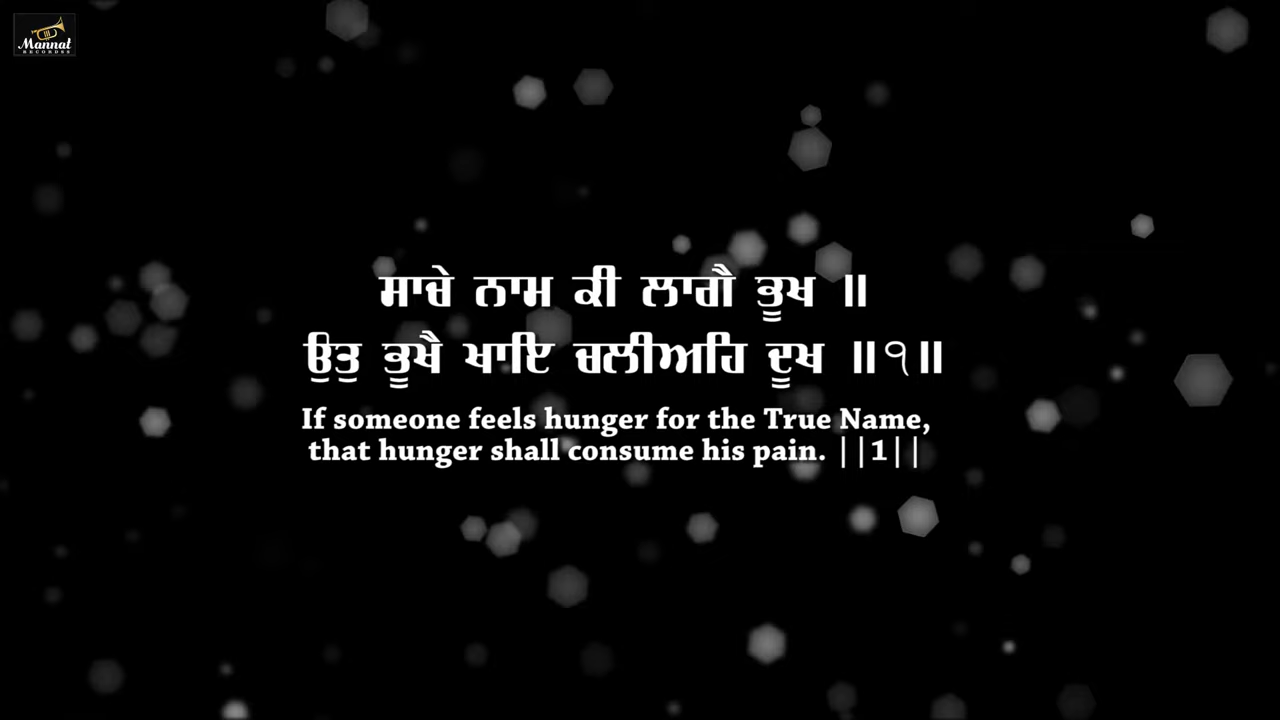 Mannat
RECORDSS
ਸਾਚੇ ਨਾਮ ਕੀ ਲਾਗੈ ਭੂਖ ॥
ਉਤੁ ਭੂਖੈ ਖਾਇ ਚਲੀਅਹਿ ਦੂਖ ॥੧॥
If someone feels hunger for the True Name,
that hunger shall consume his pain. ||1||